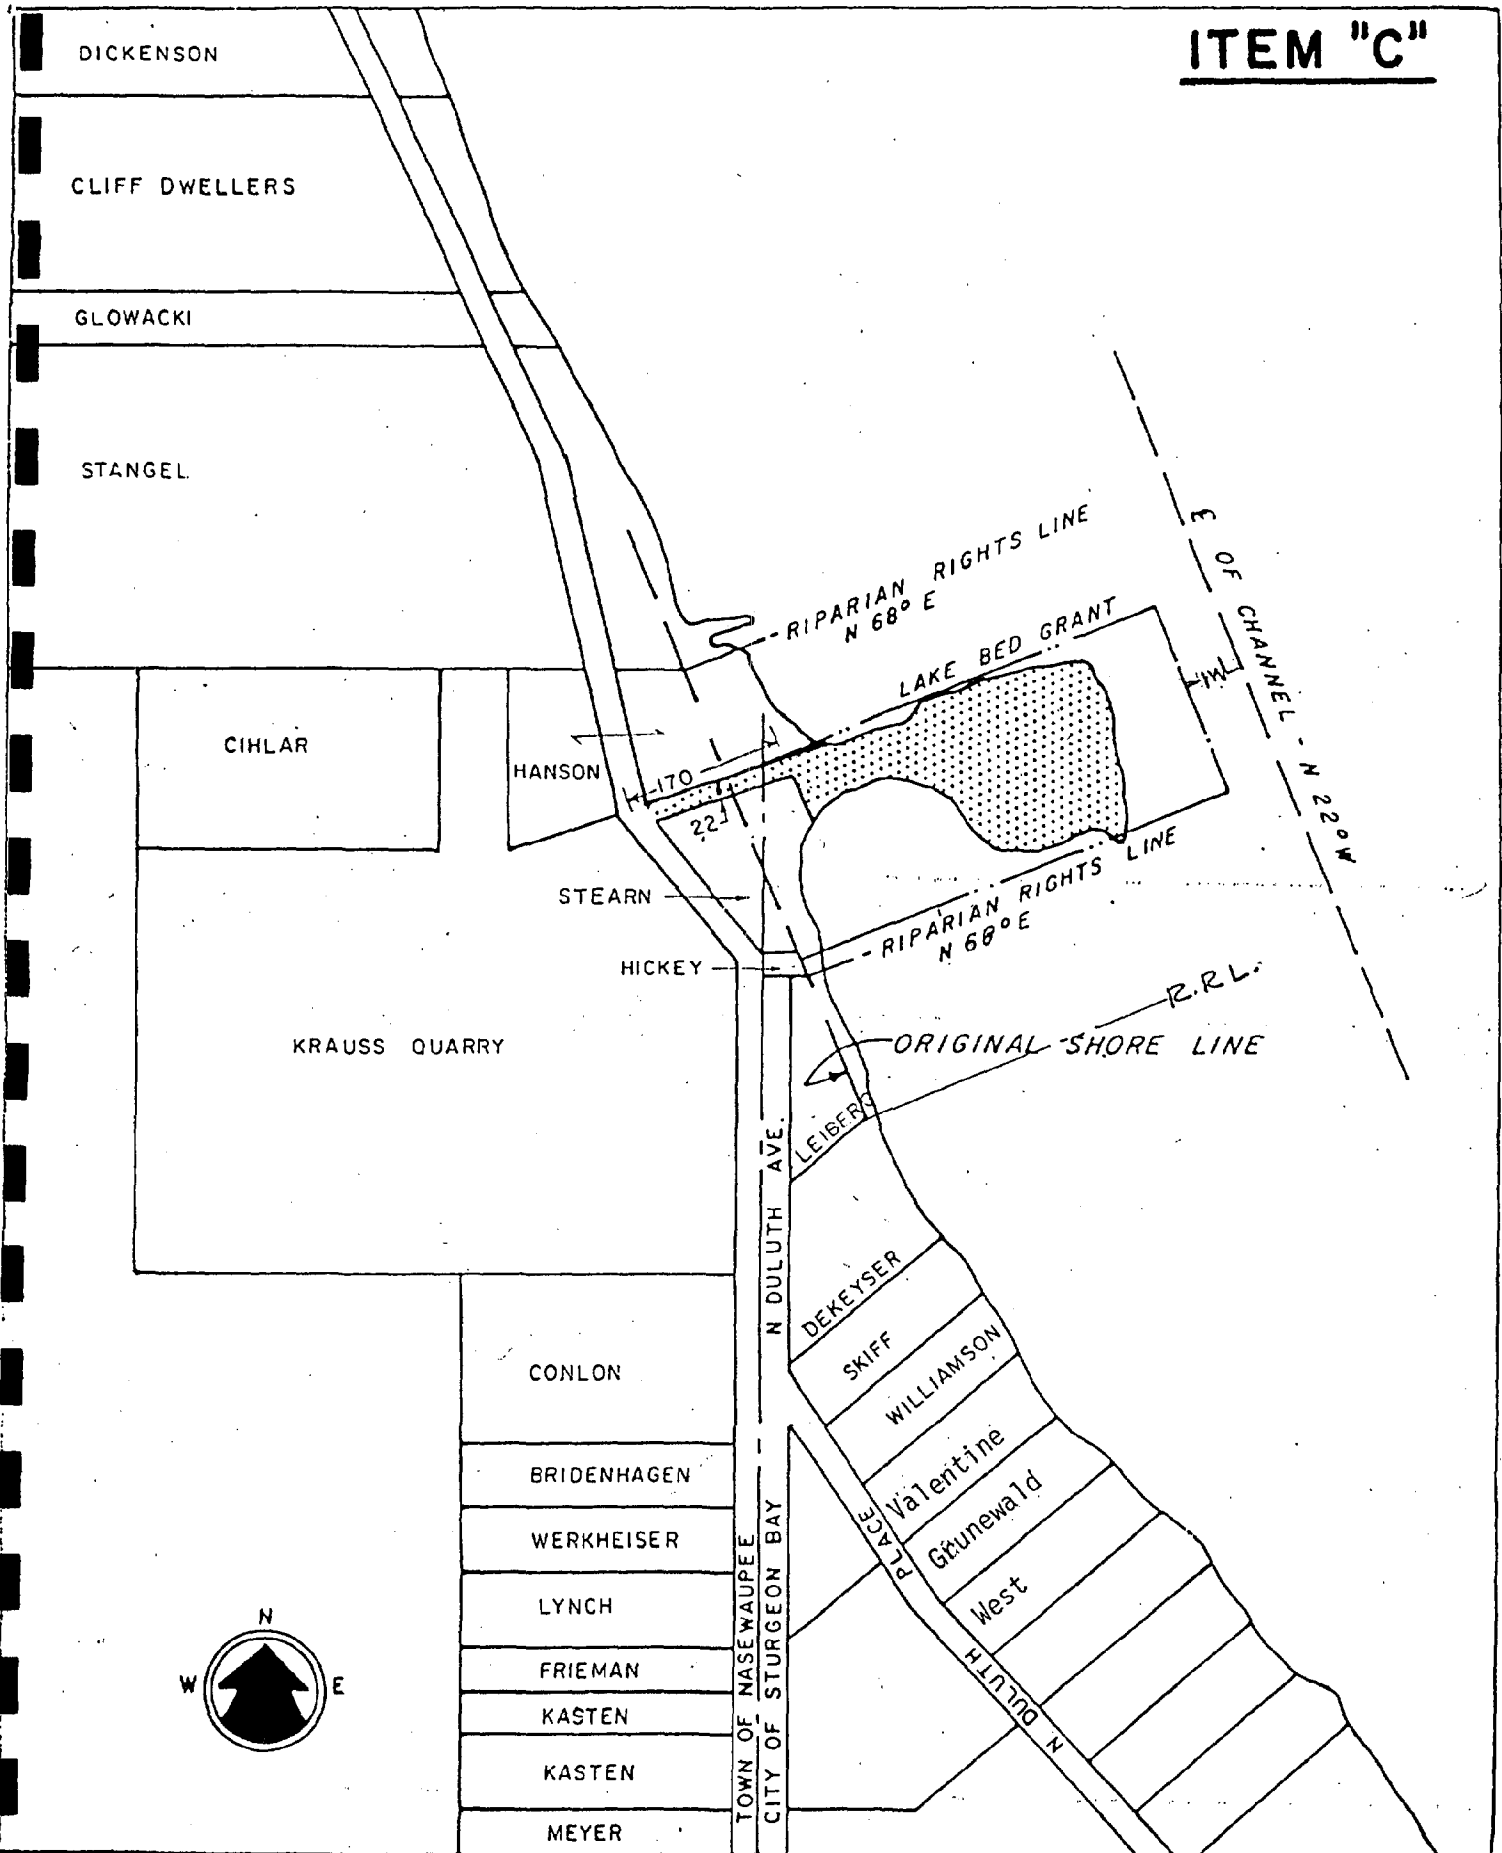 ITEM "C"
DICKENSON
CLIFF DWELLERS
GLOWACKI
STANGEL
RIPARIAN RIGHTS LINE
N 68° E
LAKE BED GRANT
℄ OF CHANNEL - N 22° W
CIHLAR
HANSON
170
22
STEARN
RIPARIAN RIGHTS LINE
N 68° E
HICKEY
R.R.L.
KRAUSS QUARRY
ORIGINAL SHORE LINE
LEIBERG
N DULUTH AVE.
DEKEYSER
SKIFF
WILLIAMSON
Valentine
Grunewald
West
CONLON
BRIDENHAGEN
WERKHEISER
LYNCH
FRIEMAN
KASTEN
KASTEN
MEYER
TOWN OF NASEWAUPEE
CITY OF STURGEON BAY
N DULUTH PLACE
N
W E